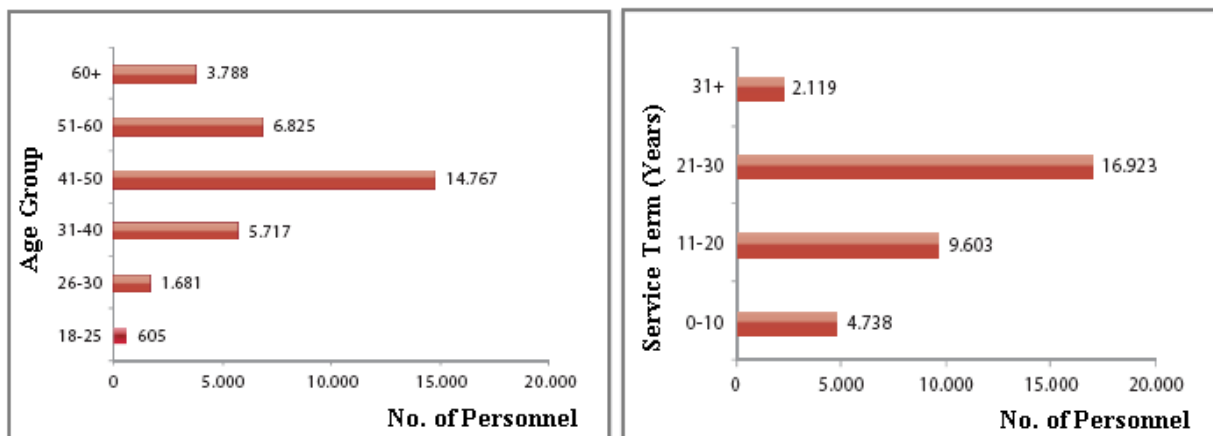 Age Group
60+ 3.788
51-60 6.825
41-50 14.767
31-40 5.717
26-30 1.681
18-25 605
0 5.000 10.000 15.000 20.000
No. of Personnel
Service Term (Years)
31+ 2.119
21-30 16.923
11-20 9.603
0-10 4.738
0 5.000 10.000 15.000 20.000
No. of Personnel